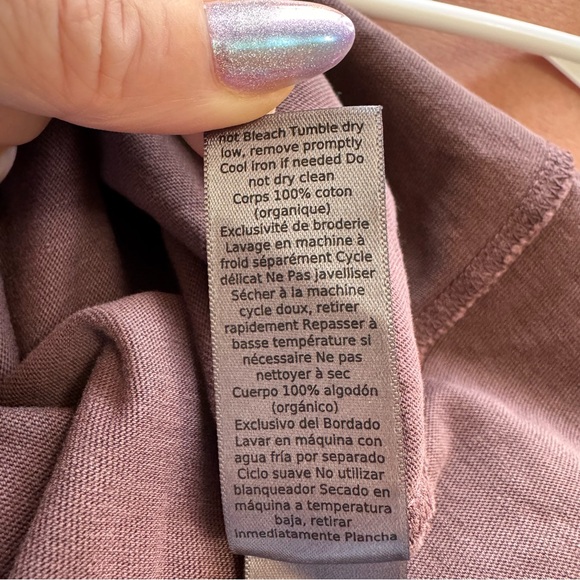 not Bleach Tumble dry
low, remove promptly
Cool iron if needed Do
not dry clean
Corps 100% coton
(organique)
Exclusivité de broderie
Lavage en machine à
froid séparément Cycle
délicat Ne Pas javelliser
Sécher à la machine
cycle doux, retirer
rapidement Repasser à
basse température si
nécessaire Ne pas
nettoyer à sec
Cuerpo 100% algodón
(orgánico)
Exclusivo del Bordado
Lavar en máquina con
agua fría por separado
Ciclo suave No utilizar
blanqueador Secado en
máquina a temperatura
baja, retirar
inmediatamente Plancha